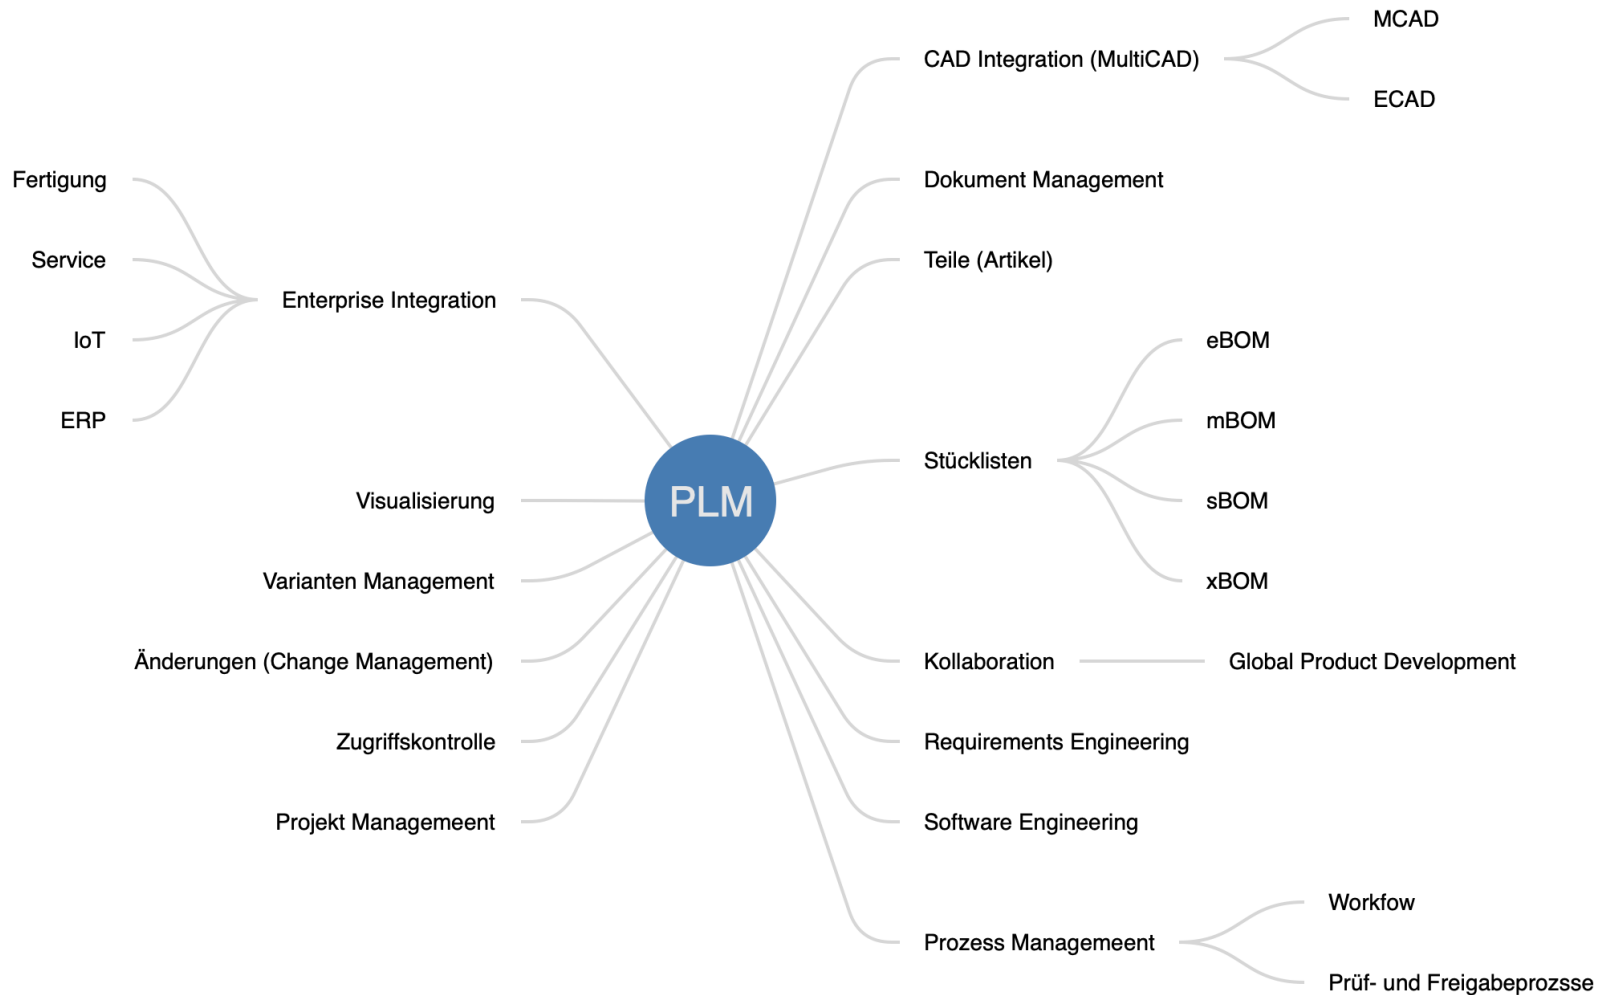 PLM
CAD Integration (MultiCAD)
MCAD
ECAD
Dokument Management
Teile (Artikel)
Stücklisten
eBOM
mBOM
sBOM
xBOM
Kollaboration
Global Product Development
Requirements Engineering
Software Engineering
Prozess Managemeent
Workfow
Prüf- und Freigabeprozsse
Enterprise Integration
Fertigung
Service
IoT
ERP
Visualisierung
Varianten Management
Änderungen (Change Management)
Zugriffskontrolle
Projekt Managemeent